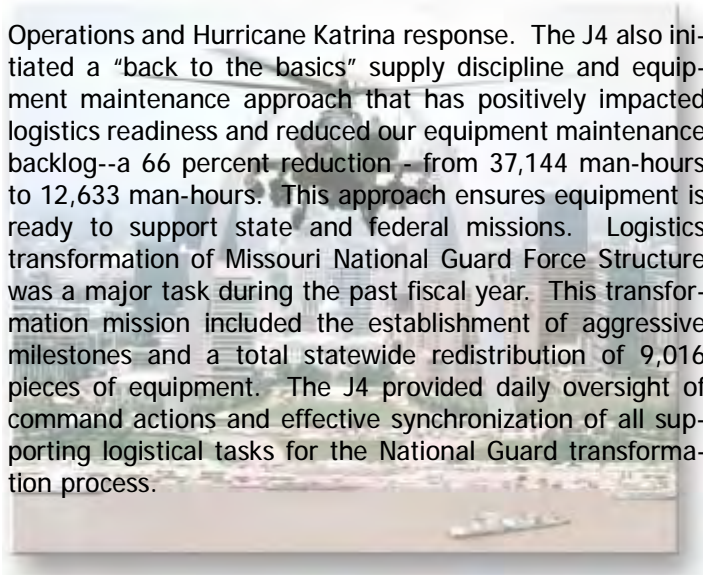 Operations and Hurricane Katrina response. The J4 also ini-
tiated a “back to the basics” supply discipline and equip-
ment maintenance approach that has positively impacted
logistics readiness and reduced our equipment maintenance
backlog--a 66 percent reduction - from 37,144 man-hours
to 12,633 man-hours. This approach ensures equipment is
ready to support state and federal missions. Logistics
transformation of Missouri National Guard Force Structure
was a major task during the past fiscal year. This transfor-
mation mission included the establishment of aggressive
milestones and a total statewide redistribution of 9,016
pieces of equipment. The J4 provided daily oversight of
command actions and effective synchronization of all sup-
porting logistical tasks for the National Guard transforma-
tion process.